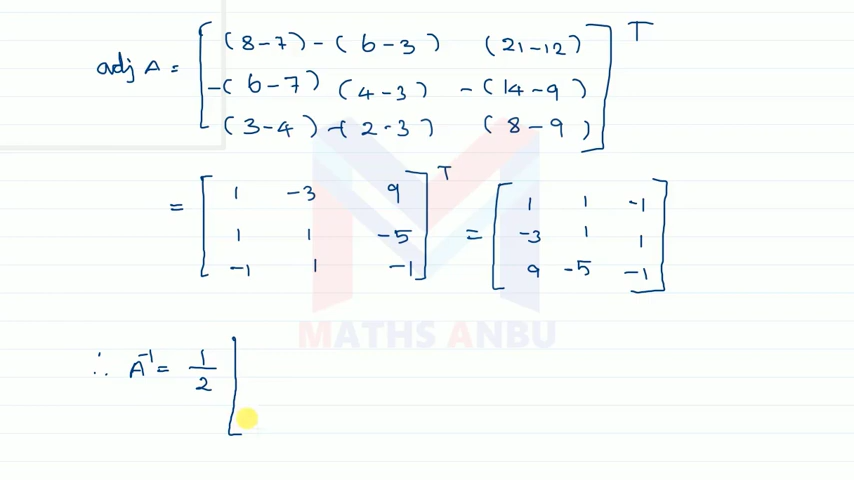 adj A = [ (8-7) -(6-3) (21-12) ] T
-(6-7) (4-3) -(14-9)
(3-4) -(2-3) (8-9)
= [ 1 -3 9 ] T = [ 1 1 -1 ]
1 1 -5 -3 1 1
-1 1 -1 9 -5 -1
MATHS ANBU
∴ A⁻¹ = 1/2 [